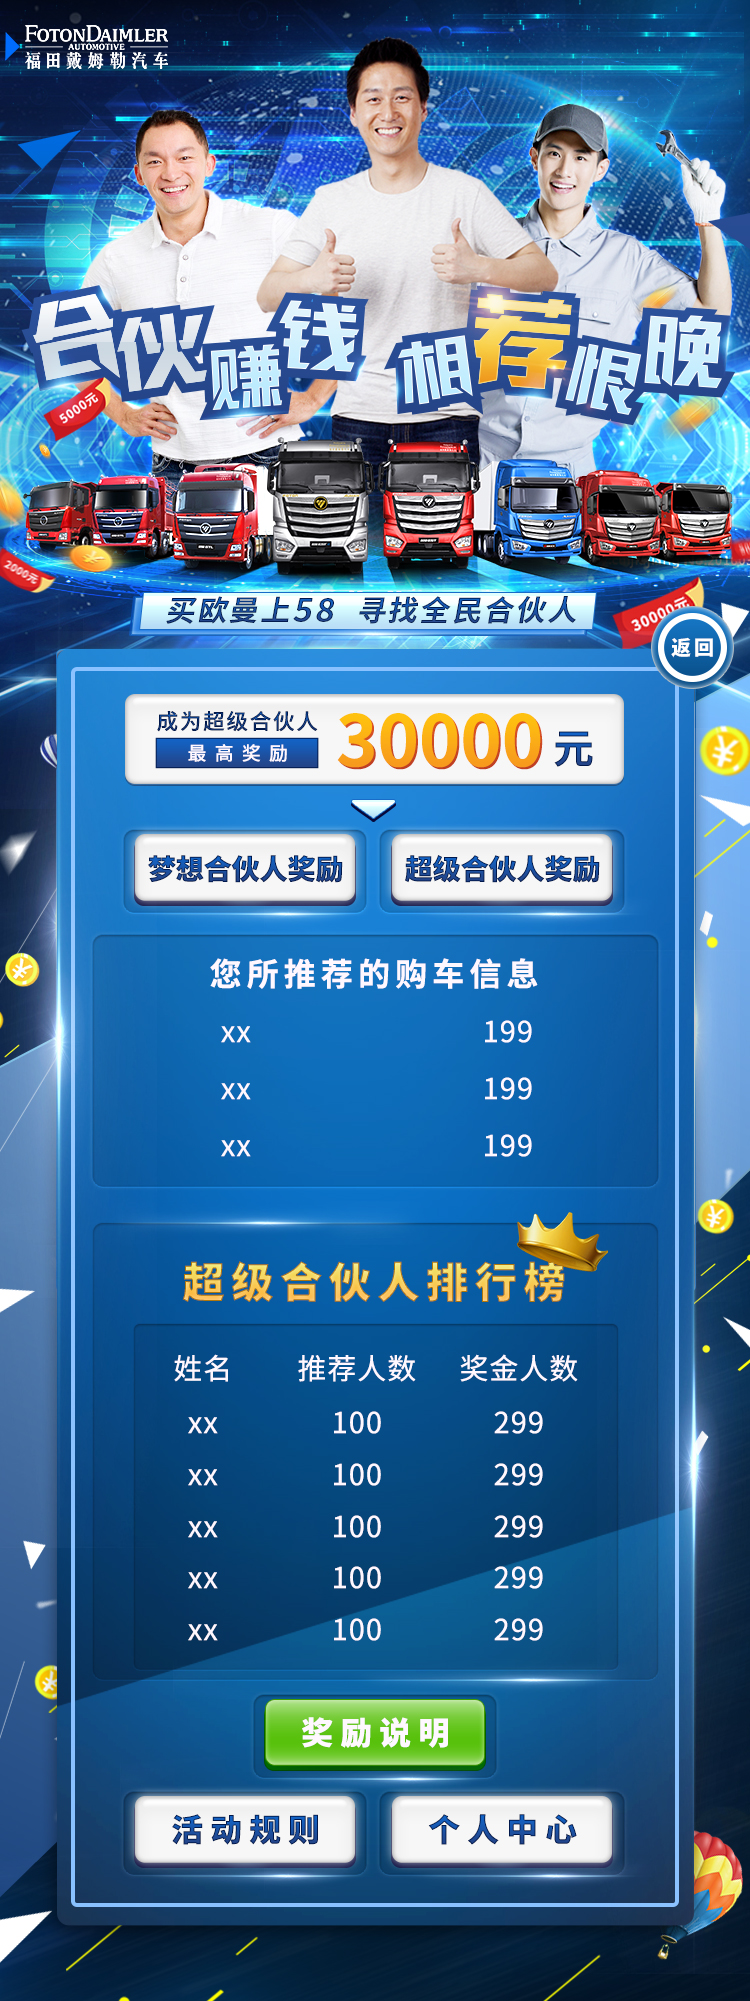 FOTONDAIMLER
AUTOMOTIVE
福田戴姆勒汽车
合伙赚钱 相荐恨晚
5000元
2000元
30000元
买欧曼上58 寻找全民合伙人
返回
成为超级合伙人
最高奖励
30000元
梦想合伙人奖励 超级合伙人奖励
您所推荐的购车信息
xx 199
xx 199
xx 199
超级合伙人排行榜
姓名 推荐人数 奖金人数
xx 100 299
xx 100 299
xx 100 299
xx 100 299
xx 100 299
奖励说明
活动规则 个人中心